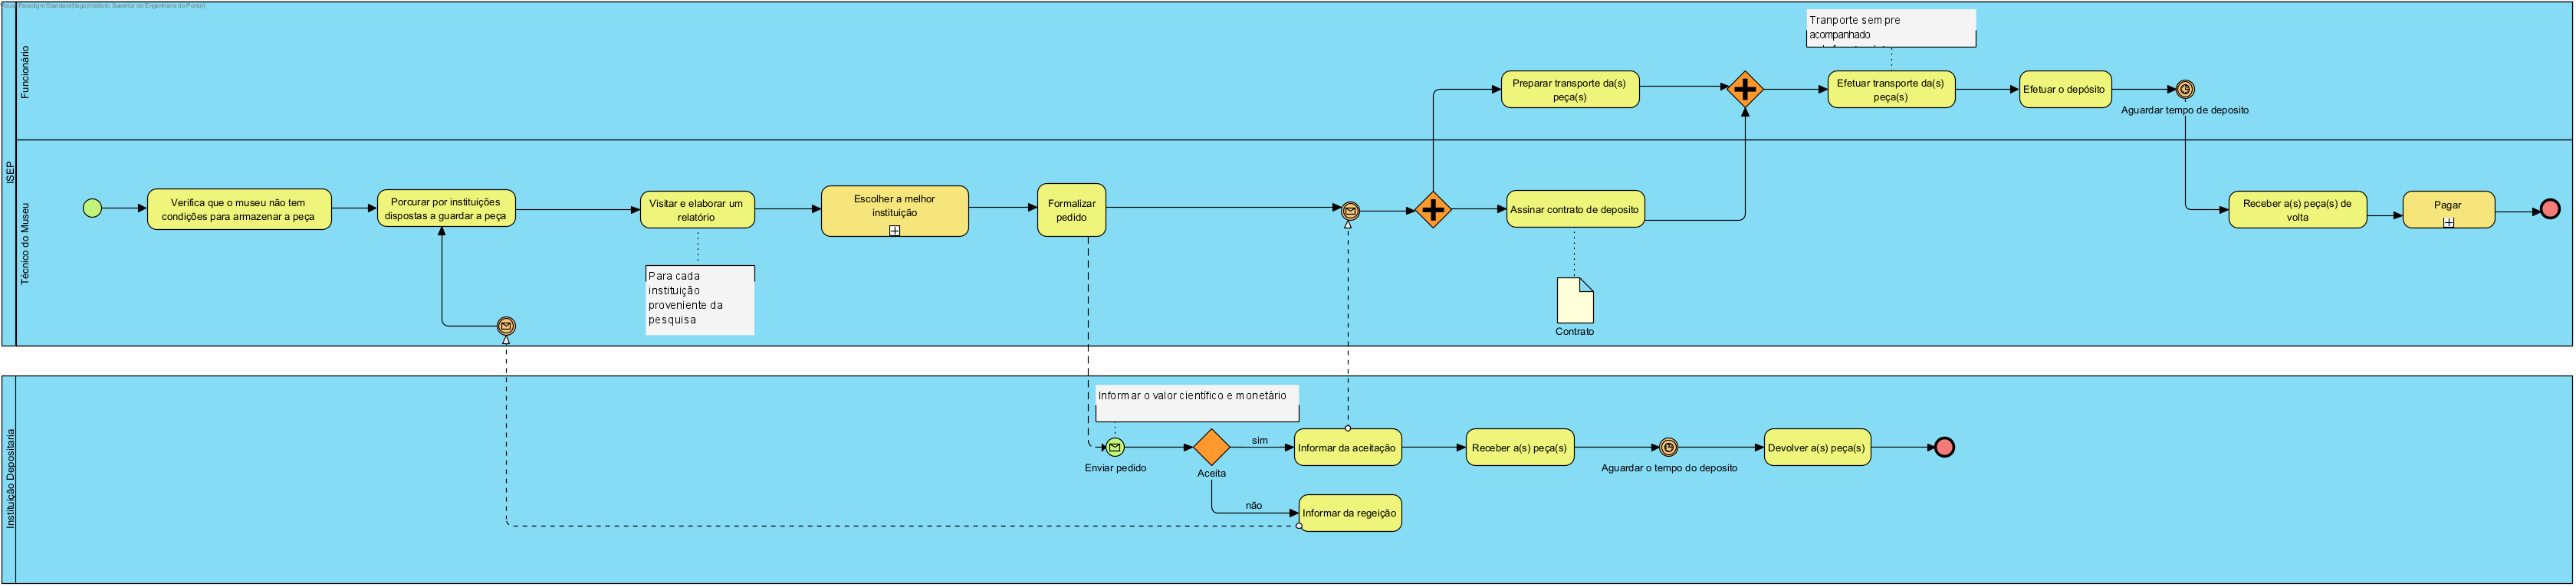 Visual Paradigm Standard(tiago(Instituto Superior de Engenharia do Porto))
ISEP
Funcionário
Tranporte sempre
acompanhado
Preparar transporte da(s)
peça(s)
Efetuar transporte da(s)
peça(s)
Efetuar o depósito
Aguardar tempo de deposito
Técnico do Museu
Verifica que o museu não tem
condições para armazenar a peça
Porcurar por instituições
dispostas a guardar a peça
Visitar e elaborar um
relatório
Escolher a melhor
instituição
Formalizar
pedido
Assinar contrato de deposito
Receber a(s) peça(s) de
volta
Pagar
Para cada
instituição
proveniente da
pesquisa
Contrato
Instituição Depositaria
Informar o valor científico e monetário
Enviar pedido
Aceita
sim
não
Informar da aceitação
Receber a(s) peça(s)
Aguardar o tempo do deposito
Devolver a(s) peça(s)
Informar da regeição